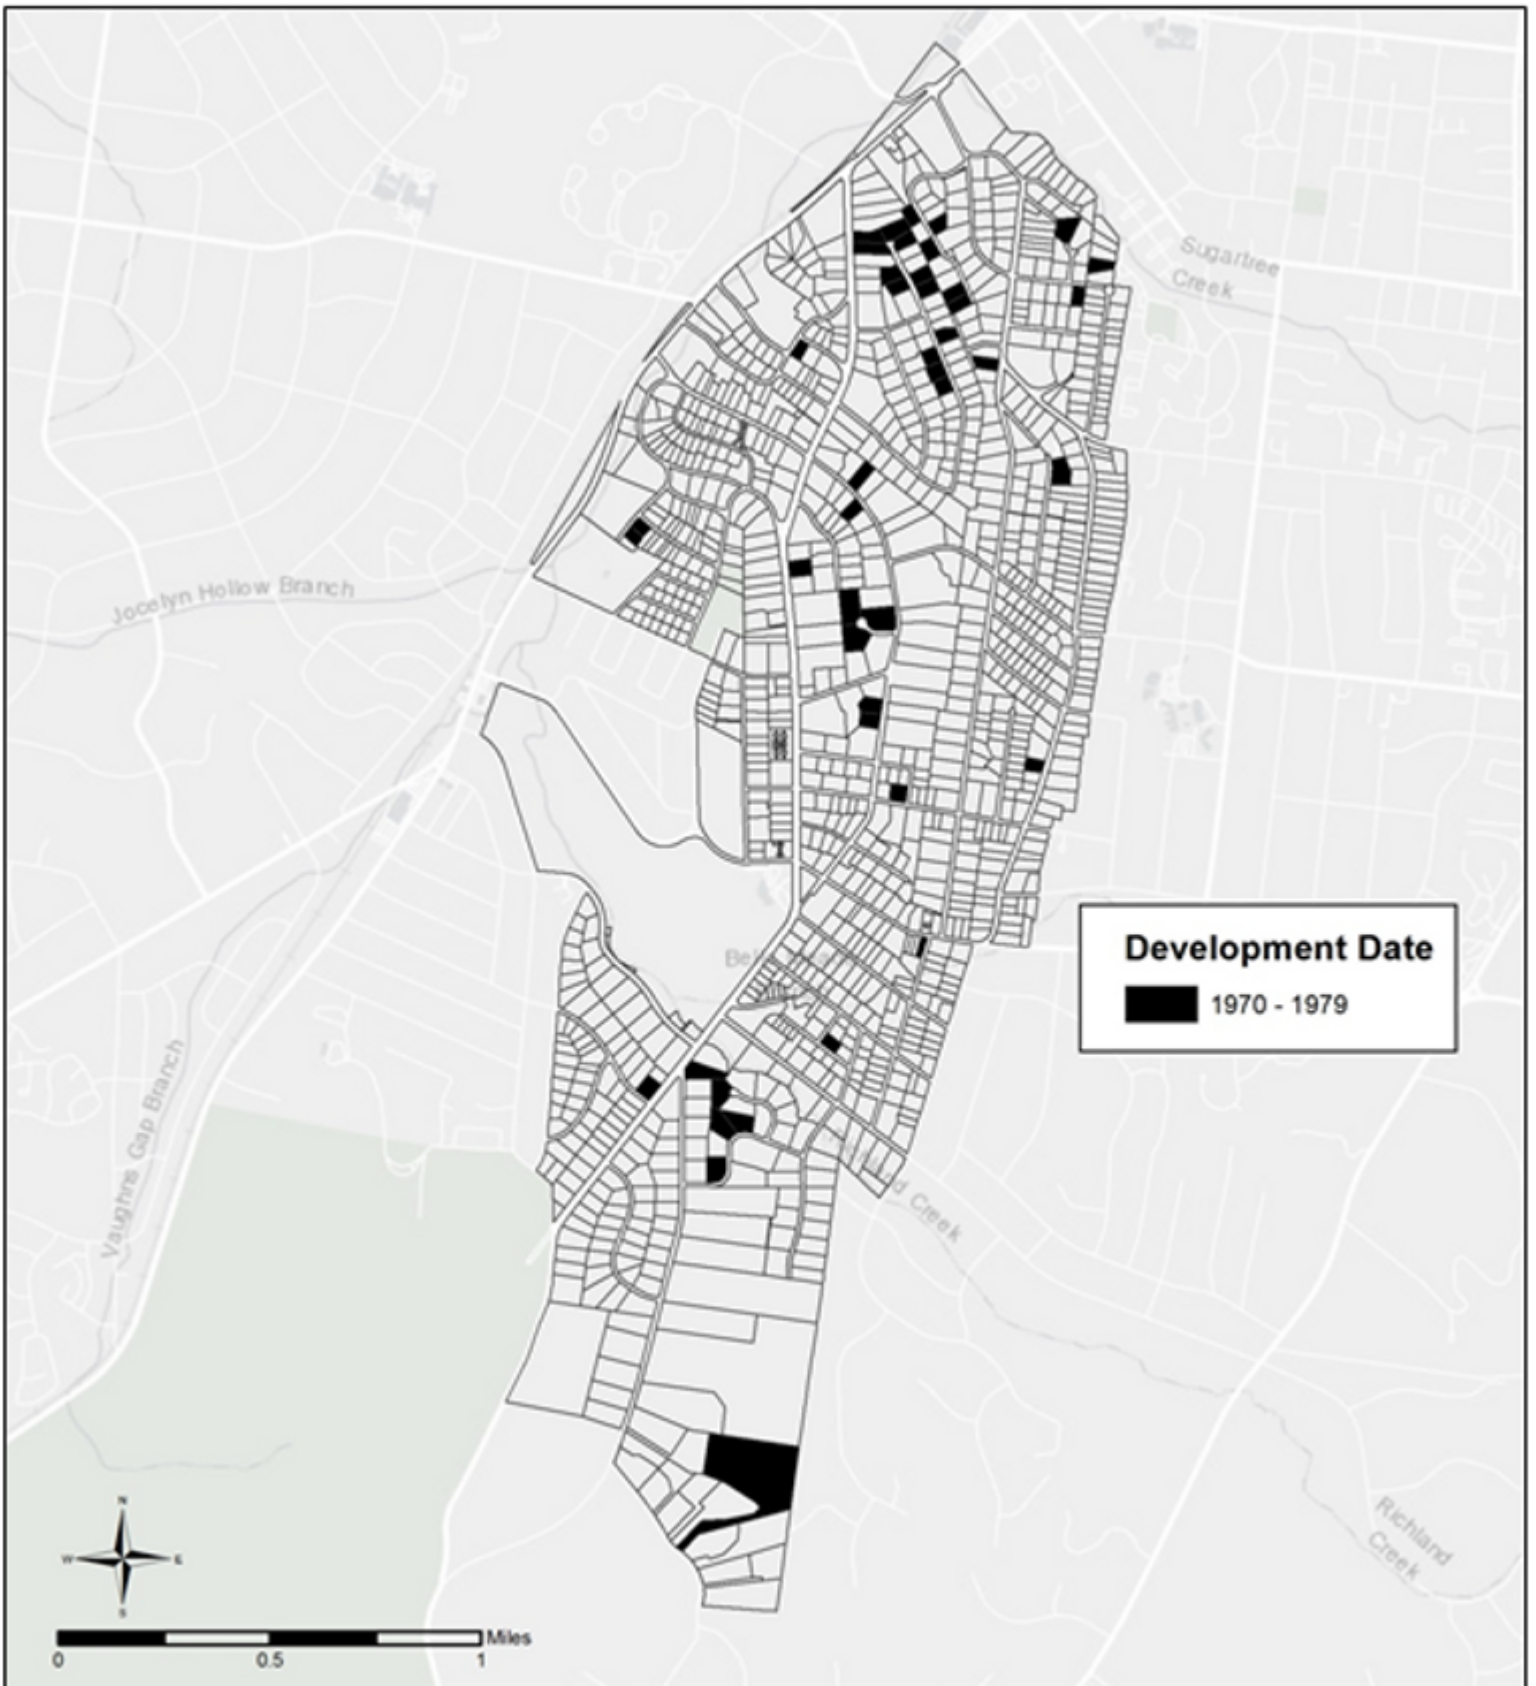 Sugartree
Creek
Jocelyn Hollow Branch
Development Date
1970 - 1979
Vaughns Gap Branch
Creek
Richland
Creek
N
W
E
S
Miles
0
0.5
1